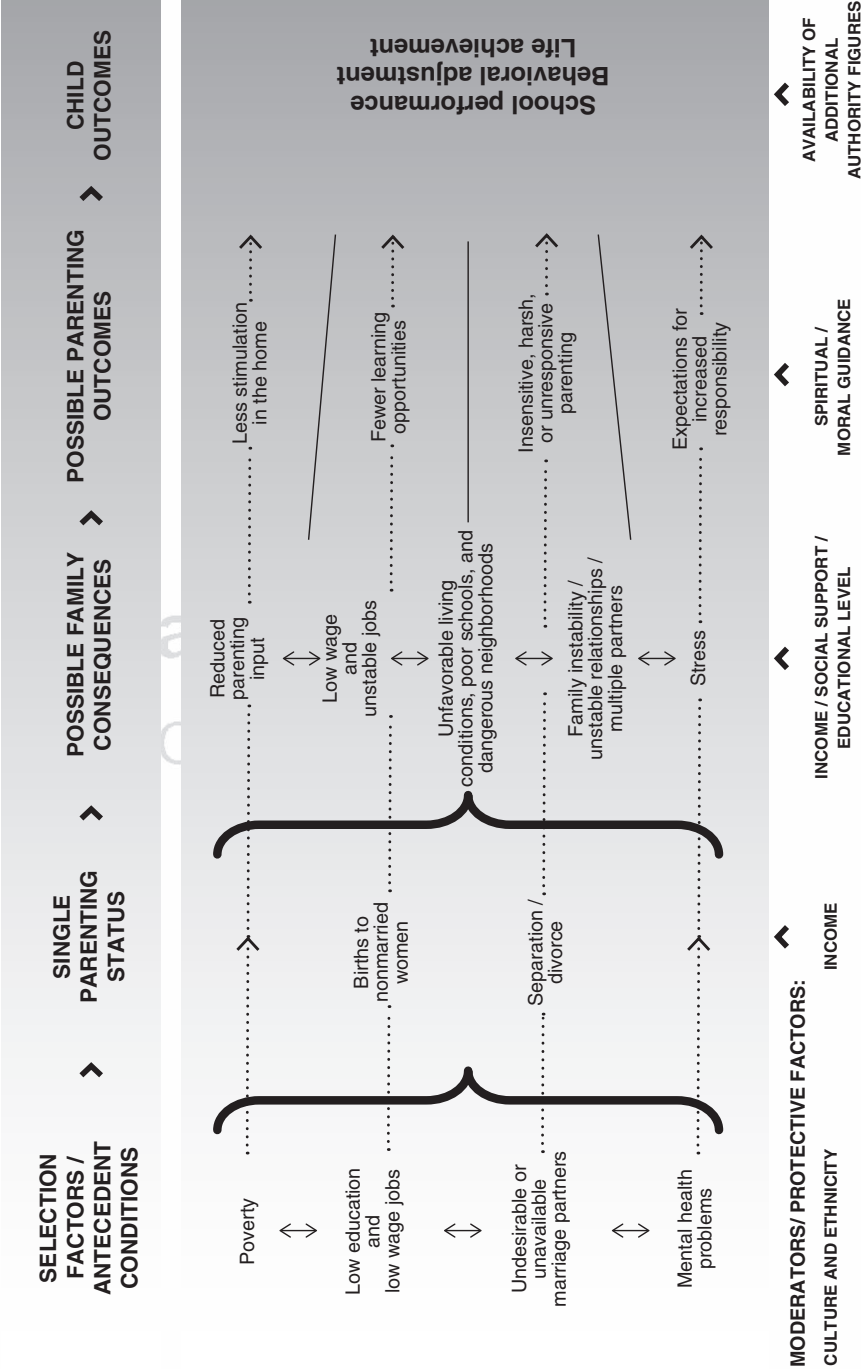 SELECTION
FACTORS /
ANTECEDENT
CONDITIONS
SINGLE
PARENTING
STATUS
POSSIBLE FAMILY
CONSEQUENCES
POSSIBLE PARENTING
OUTCOMES
CHILD
OUTCOMES
Poverty
Low education
and
low wage jobs
Undesirable or
unavailable
marriage partners
Mental health
problems
Births to
nonmarried
women
Separation /
divorce
Reduced
parenting
input
Low wage
and
unstable jobs
Unfavorable living
conditions, poor schools, and
dangerous neighborhoods
Family instability /
unstable relationships /
multiple partners
Stress
Less stimulation
in the home
Fewer learning
opportunities
Insensitive, harsh,
or unresponsive
parenting
Expectations for
increased
responsibility
School performance
Behavioral adjustment
Life achievement
MODERATORS/ PROTECTIVE FACTORS:
CULTURE AND ETHNICITY
INCOME
INCOME / SOCIAL SUPPORT /
EDUCATIONAL LEVEL
SPIRITUAL /
MORAL GUIDANCE
AVAILABILITY OF
ADDITIONAL
AUTHORITY FIGURES